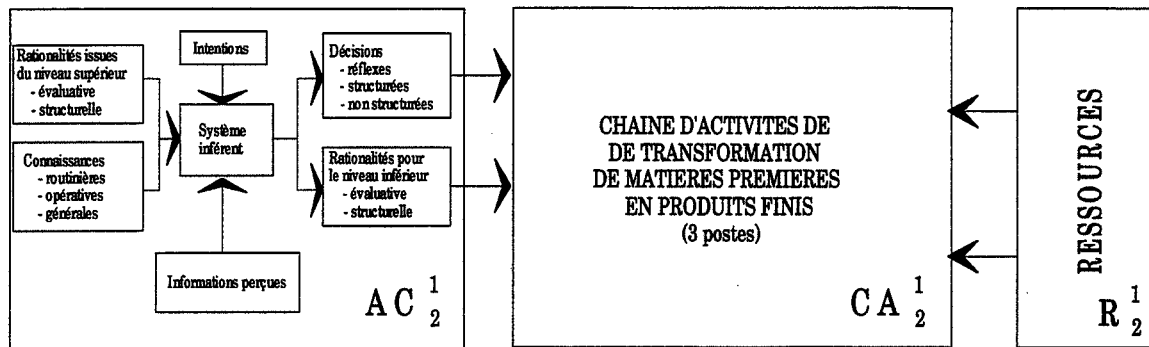 Rationalités issues
du niveau supérieur
- évaluative
- structurelle
Connaissances
- routinières
- opératives
- générales
Intentions
Système
inférent
Informations perçues
Décisions
- réflexes
- structurées
- non structurées
Rationalités pour
le niveau inférieur
- évaluative
- structurelle
AC 1 2
CHAINE D'ACTIVITES DE
DE TRANSFORMATION
DE MATIERES PREMIERES
EN PRODUITS FINIS
(3 postes)
CA 1 2
RESSOURCES
R 1 2